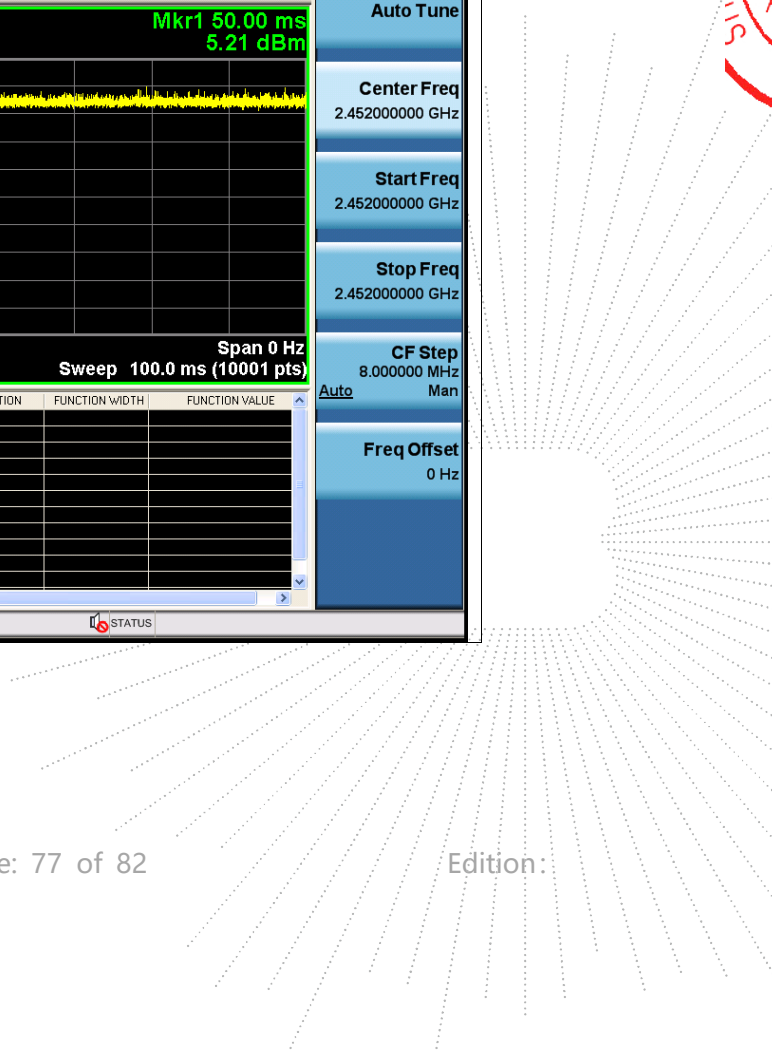 Mkr1 50.00 ms
5.21 dBm
Auto Tune
Center Freq
2.452000000 GHz
Start Freq
2.452000000 GHz
Stop Freq
2.452000000 GHz
CF Step
8.000000 MHz
Auto Man
Freq Offset
0 Hz
Span 0 Hz
Sweep 100.0 ms (10001 pts)
TION FUNCTION WIDTH FUNCTION VALUE
STATUS
e: 77 of 82 Edition: